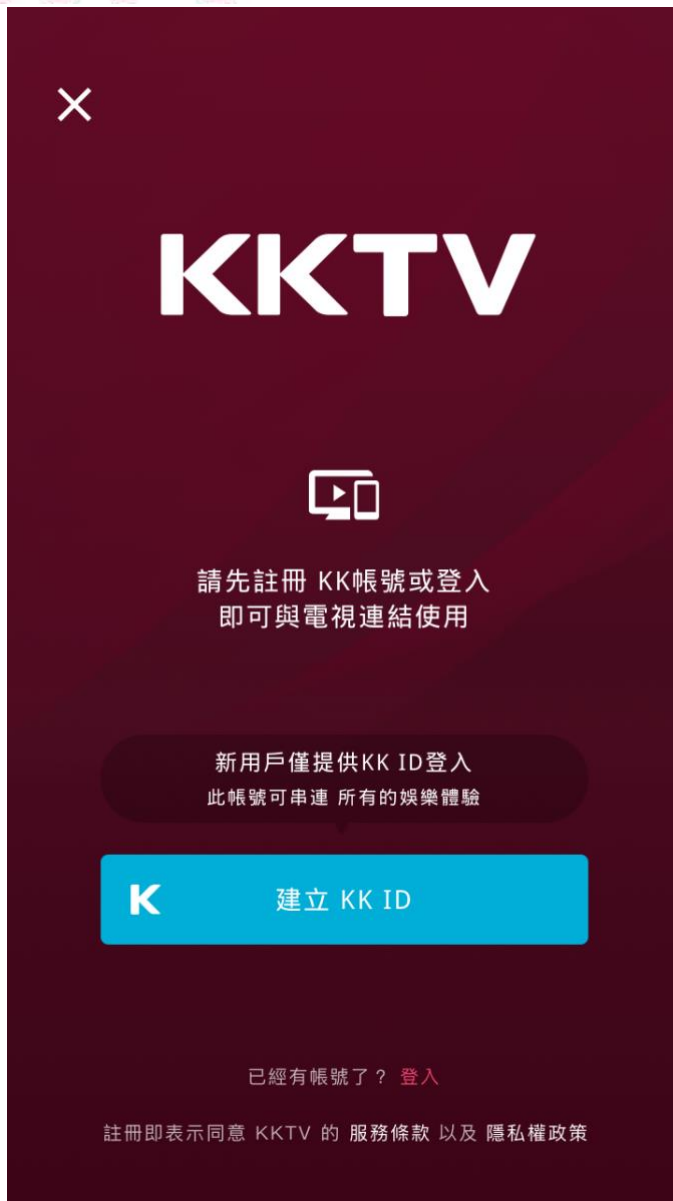 KKTV
請先註冊 KK帳號或登入
即可與電視連結使用
新用戶僅提供KK ID登入
此帳號可串連 所有的娛樂體驗
K 建立 KK ID
已經有帳號了？ 登入
註冊即表示同意 KKTV 的 服務條款 以及 隱私權政策